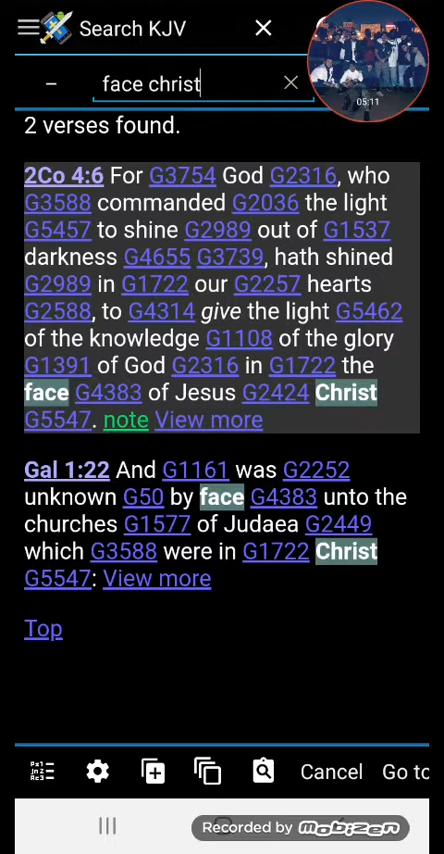 Search KJV
face christ
05:11
2 verses found.
2Co 4:6 For G3754 God G2316, who
G3588 commanded G2036 the light
G5457 to shine G2989 out of G1537
darkness G4655 G3739, hath shined
G2989 in G1722 our G2257 hearts
G2588, to G4314 give the light G5462
of the knowledge G1108 of the glory
G1391 of God G2316 in G1722 the
face G4383 of Jesus G2424 Christ
G5547. note View more
Gal 1:22 And G1161 was G2252
unknown G50 by face G4383 unto the
churches G1577 of Judaea G2449
which G3588 were in G1722 Christ
G5547: View more
Top
Cancel Go to
Recorded by Mobizen